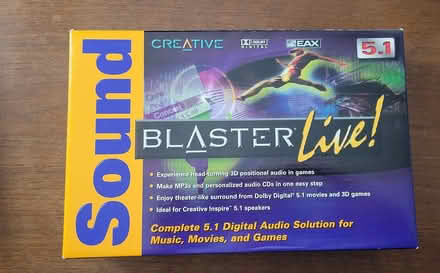 Sound
CREATIVE
DOLBY
DIGITAL
EAX
5.1
BLASTER Live!
• Experience head-turning 3D positional audio in games
• Make MP3s and personalized audio CDs in one easy step
• Enjoy theater-like surround from Dolby Digital 5.1 movies and 3D games
• Ideal for Creative Inspire 5.1 speakers
Complete 5.1 Digital Audio Solution for
Music, Movies, and Games